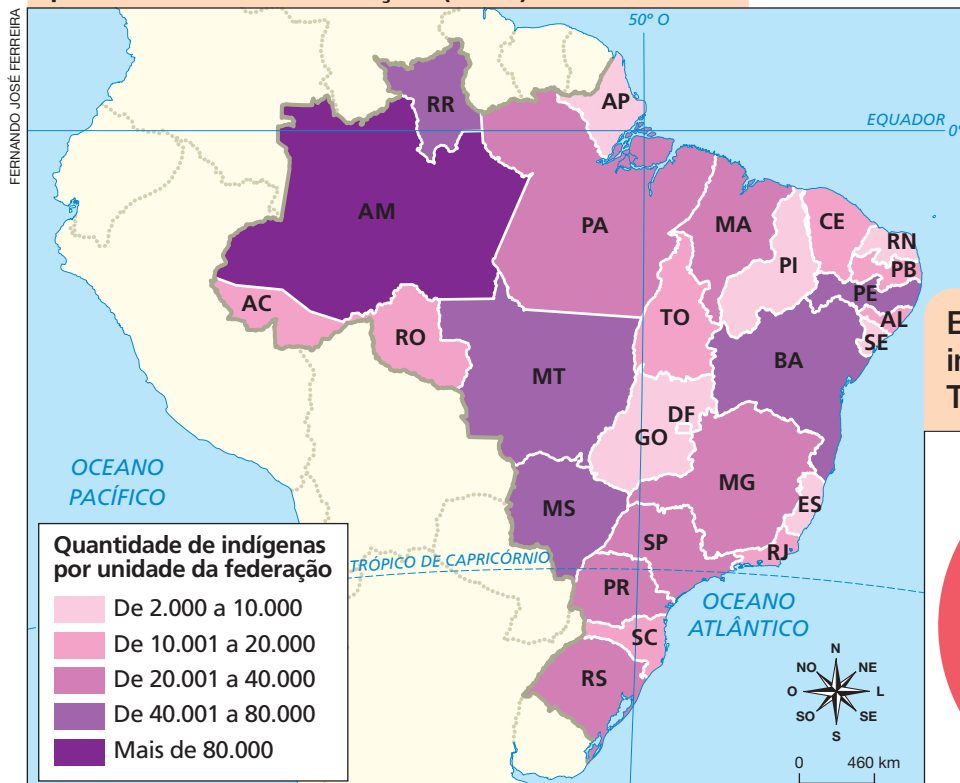 FERNANDO JOSÉ FERREIRA
50º O
EQUADOR
0º
RR
AP
AM
PA
MA
CE
RN
PB
PI
PE
AL
SE
AC
RO
TO
BA
MT
DF
GO
MG
ES
MS
SP
RJ
PR
SC
RS
OCEANO
PACÍFICO
TRÓPICO DE CAPRICÓRNIO
OCEANO
ATLÂNTICO
Quantidade de indígenas
por unidade da federação
De 2.000 a 10.000
De 10.001 a 20.000
De 20.001 a 40.000
De 40.001 a 80.000
Mais de 80.000
N
NO NE
O L
SO SE
S
0 460 km